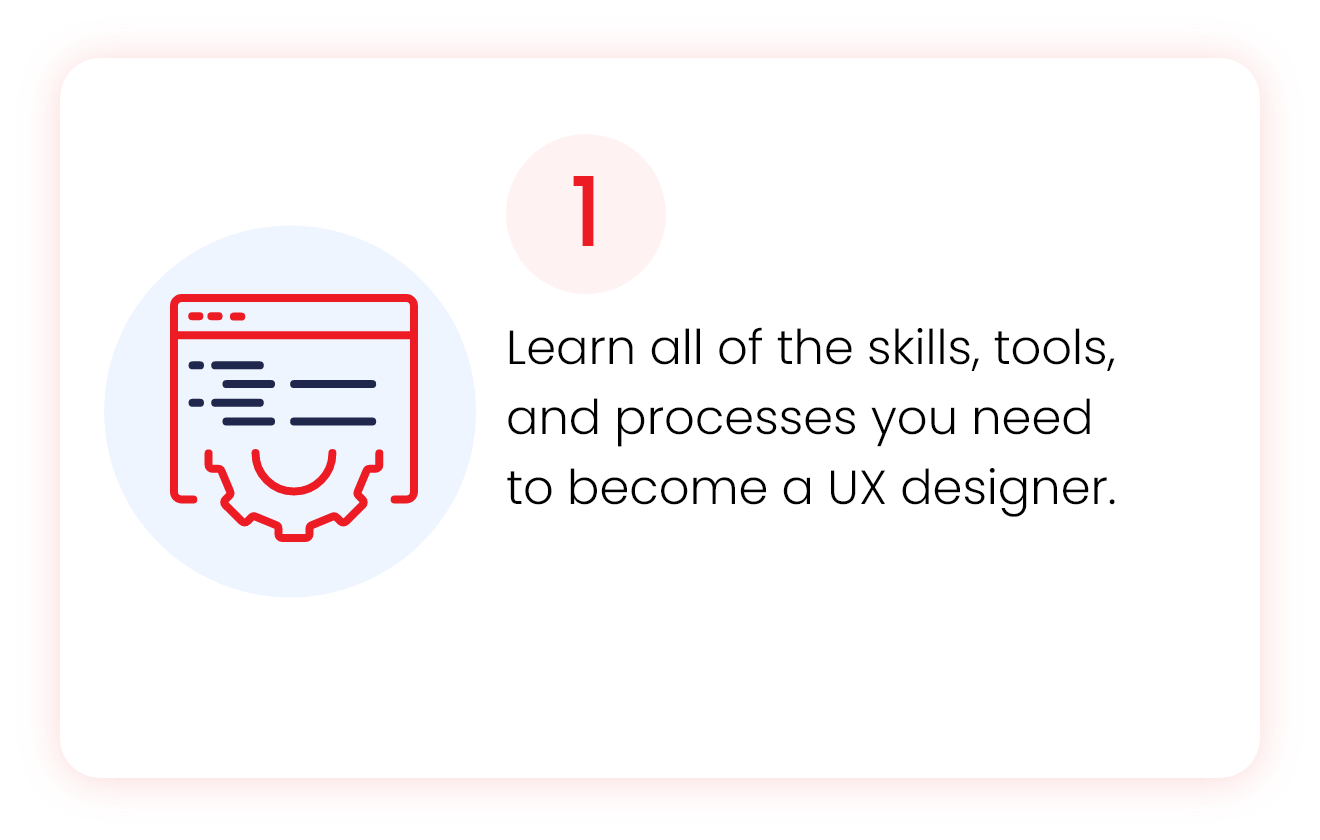 1
Learn all of the skills, tools,
and processes you need
to become a UX designer.